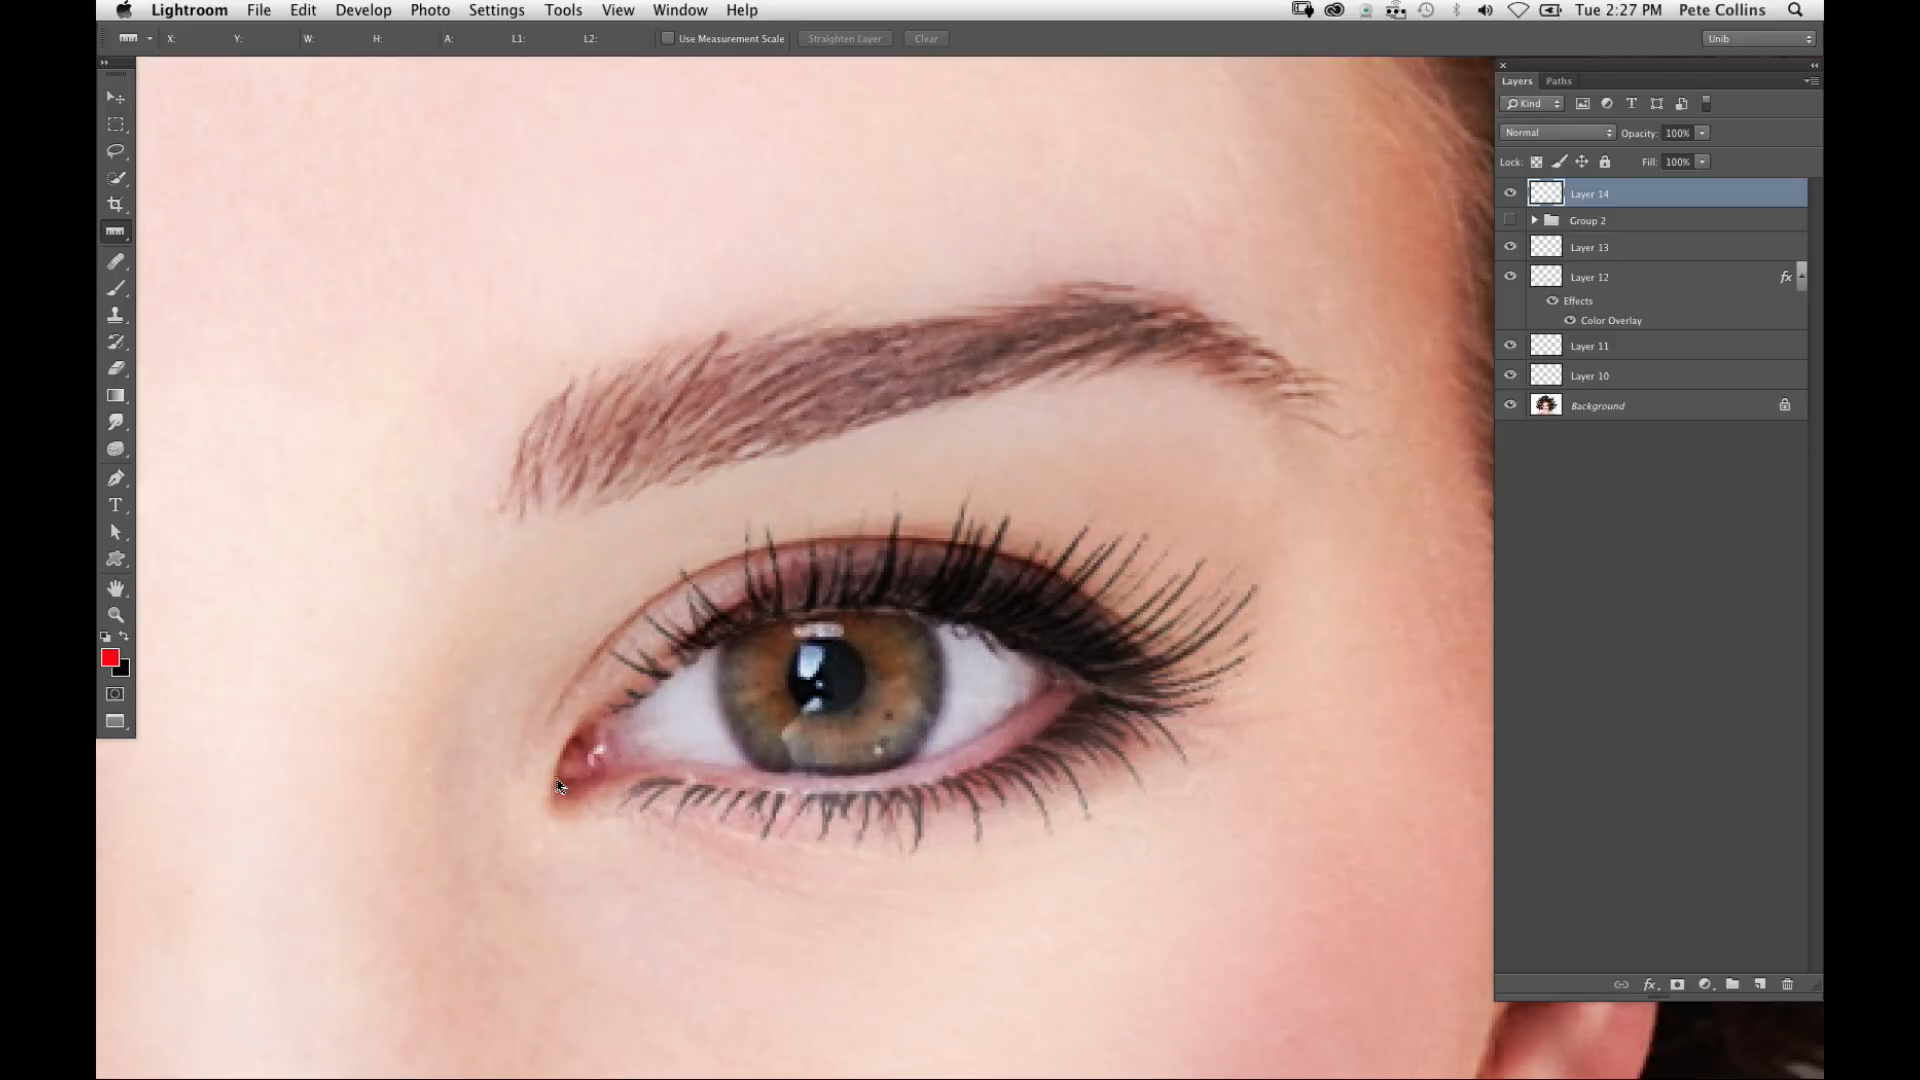 Lightroom File Edit Develop Photo Settings Tools View Window Help Tue 2:27 PM Pete Collins
X: Y: W: H: A: L1: L2: Use Measurement Scale Straighten Layer Clear Unib
Layers Paths
Kind
Normal Opacity: 100%
Lock: Fill: 100%
Layer 14
Group 2
Layer 13
Layer 12 fx
Effects
Color Overlay
Layer 11
Layer 10
Background
T
fx